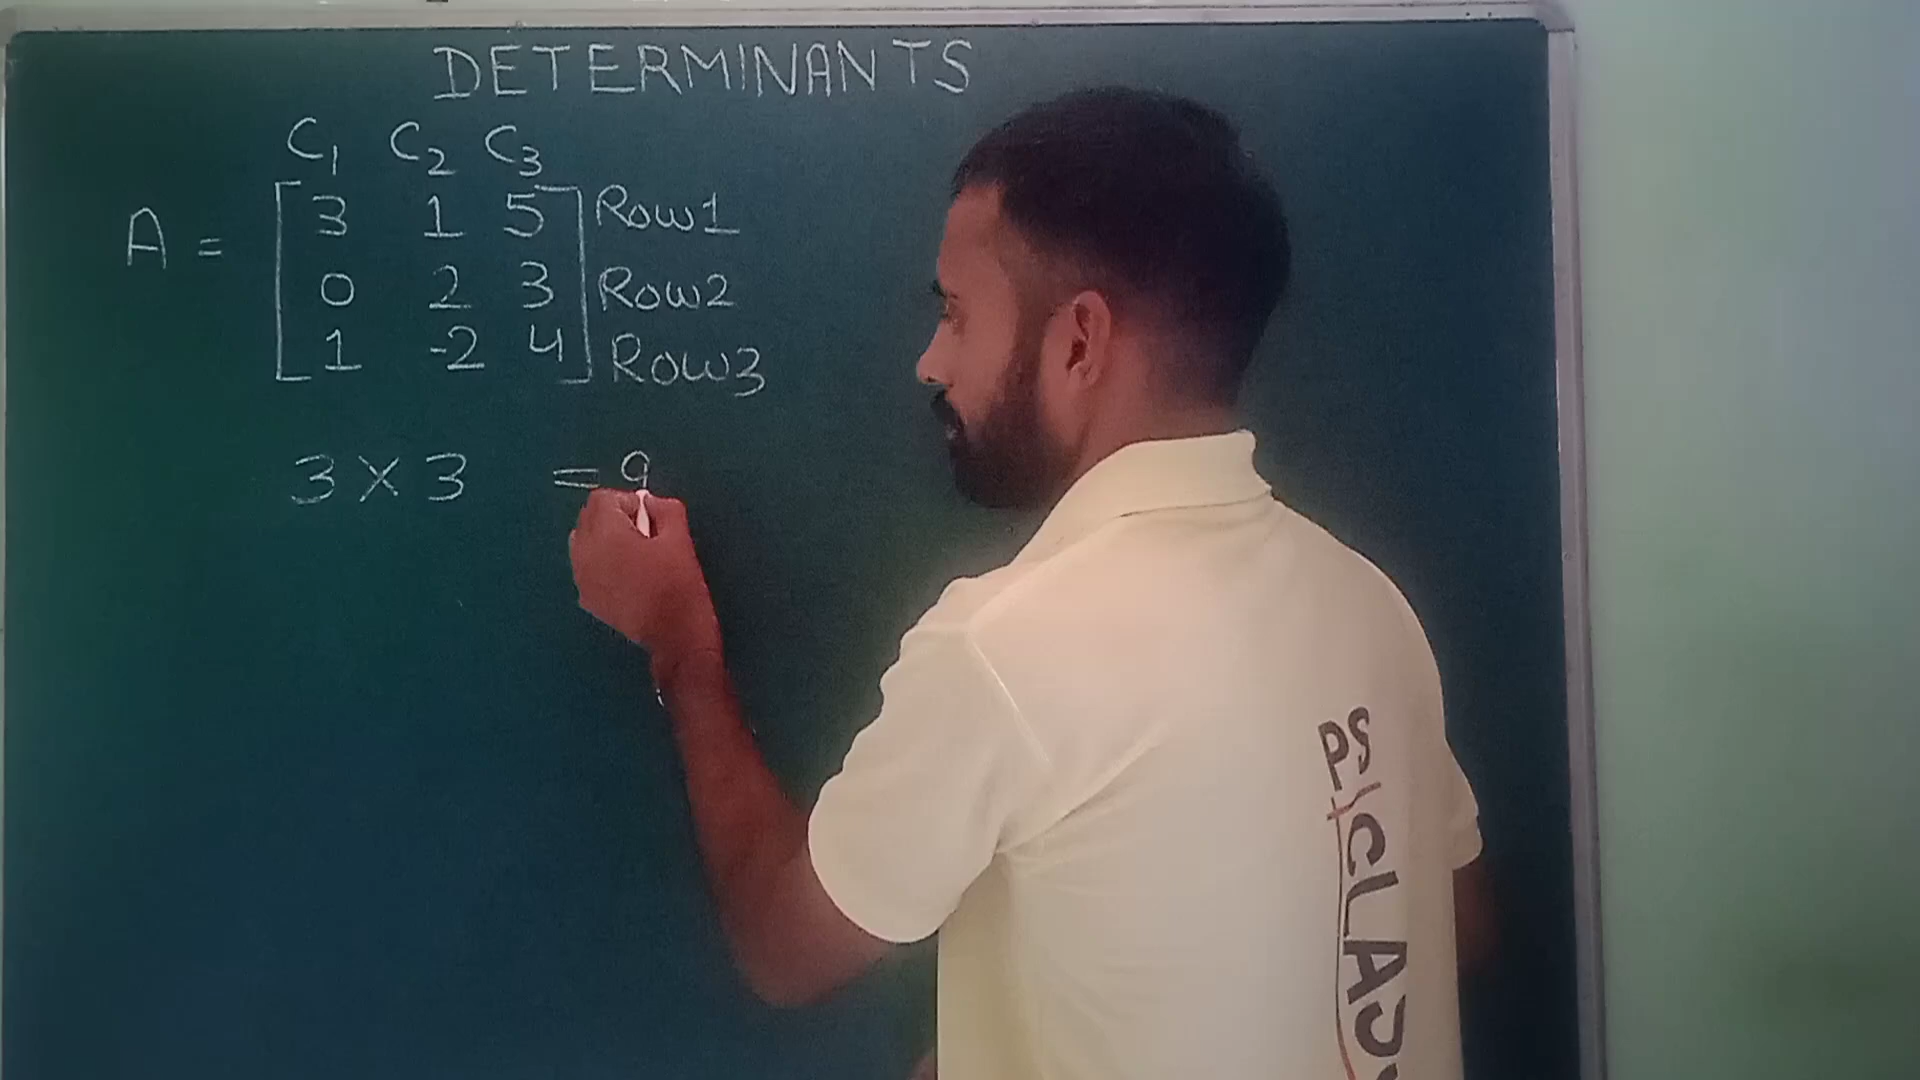 DETERMINANTS
C1 C2 C3
A = [ 3 1 5 ] Row1
0 2 3 Row2
1 -2 4 Row3
3 × 3 = 9
PS